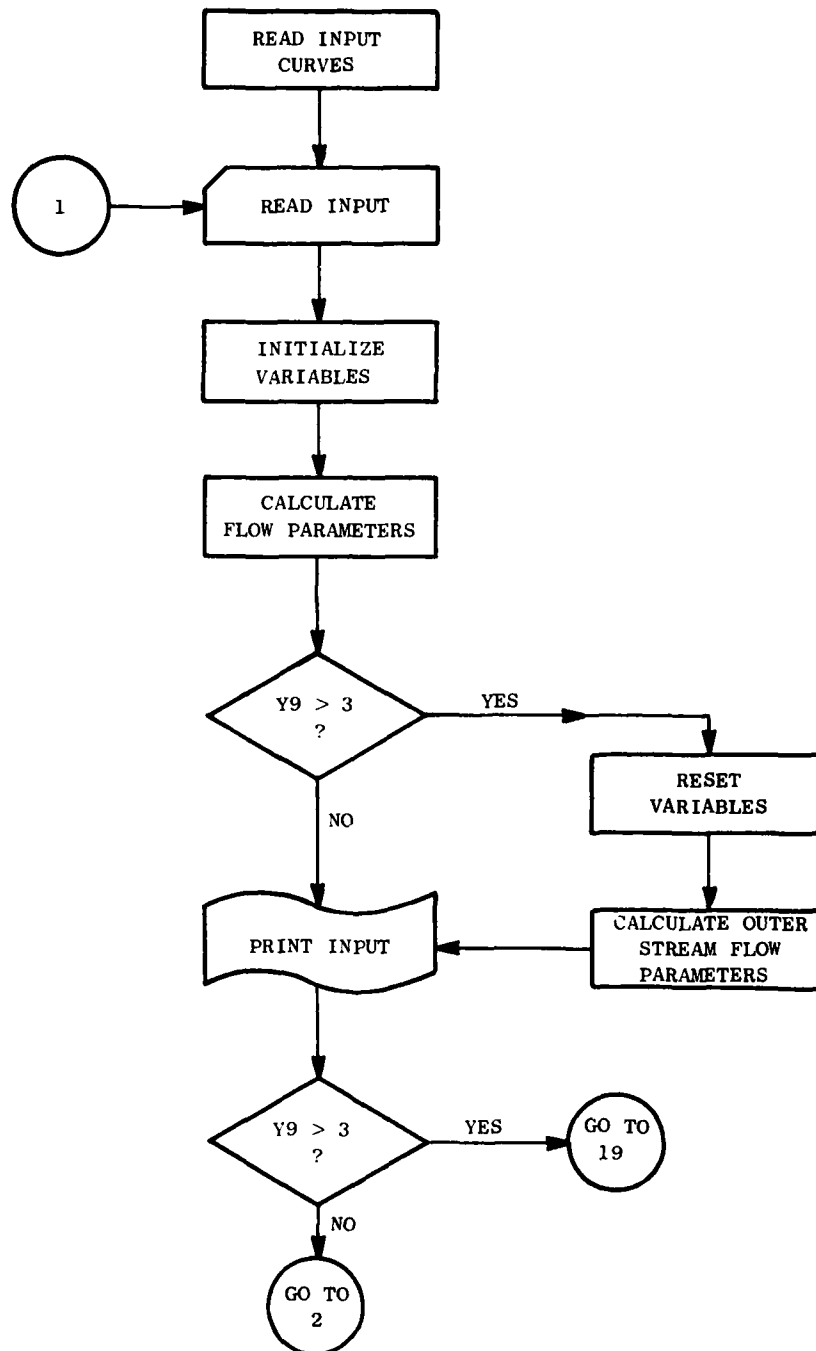 READ INPUT
CURVES
1
READ INPUT
INITIALIZE
VARIABLES
CALCULATE
FLOW PARAMETERS
Y9 > 3
?
YES
RESET
VARIABLES
NO
CALCULATE OUTER
STREAM FLOW
PARAMETERS
PRINT INPUT
Y9 > 3
?
YES
GO TO
19
NO
GO TO
2